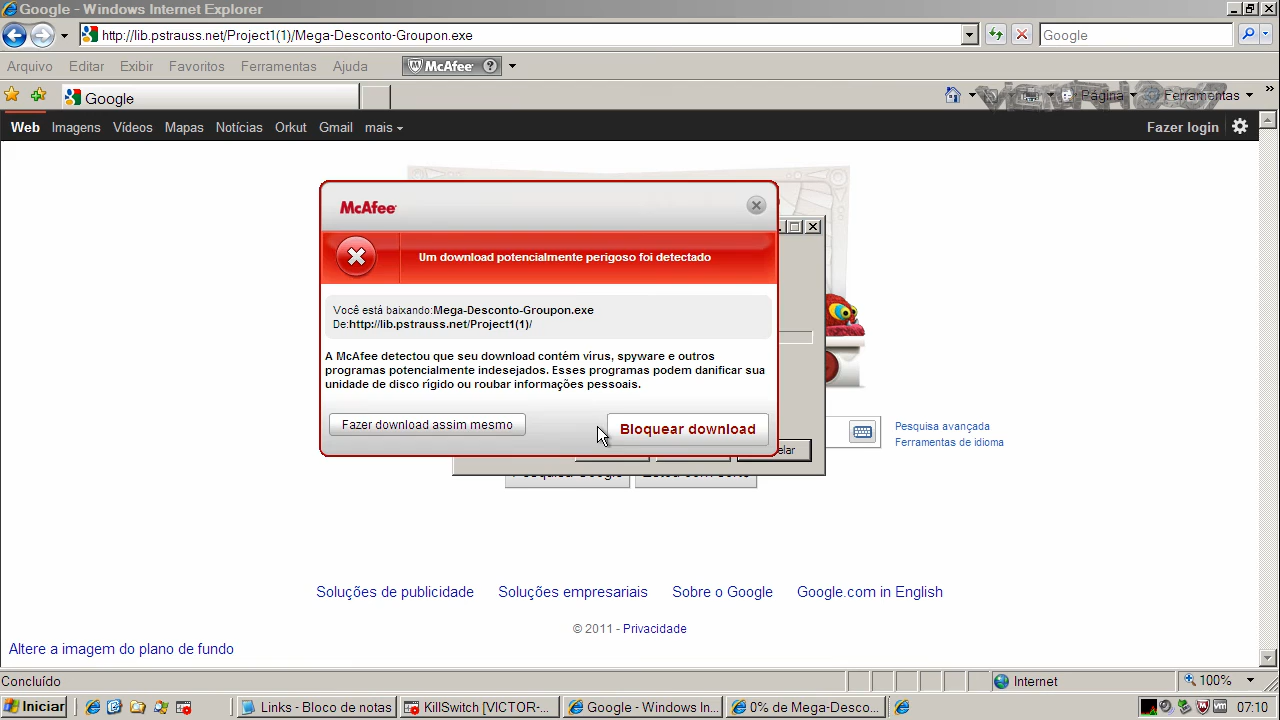 Google - Windows Internet Explorer
http://lib.pstrauss.net/Project1(1)/Mega-Desconto-Groupon.exe
Google
Arquivo Editar Exibir Favoritos Ferramentas Ajuda McAfee ?
Google
Página Ferramentas
Web Imagens Vídeos Mapas Notícias Orkut Gmail mais
Fazer login
McAfee
Um download potencialmente perigoso foi detectado
Você está baixando:Mega-Desconto-Groupon.exe
De:http://lib.pstrauss.net/Project1(1)/
A McAfee detectou que seu download contém vírus, spyware e outros
programas potencialmente indesejados. Esses programas podem danificar sua
unidade de disco rígido ou roubar informações pessoais.
Fazer download assim mesmo
Bloquear download
Pesquisa avançada
Ferramentas de idioma
elar
Pesquisa Google
Estou com sorte
Soluções de publicidade Soluções empresariais Sobre o Google Google.com in English
© 2011 - Privacidade
Altere a imagem do plano de fundo
Concluído
Internet
100%
Iniciar
Links - Bloco de notas
KillSwitch [VICTOR-...
Google - Windows In...
0% de Mega-Desco...
07:10